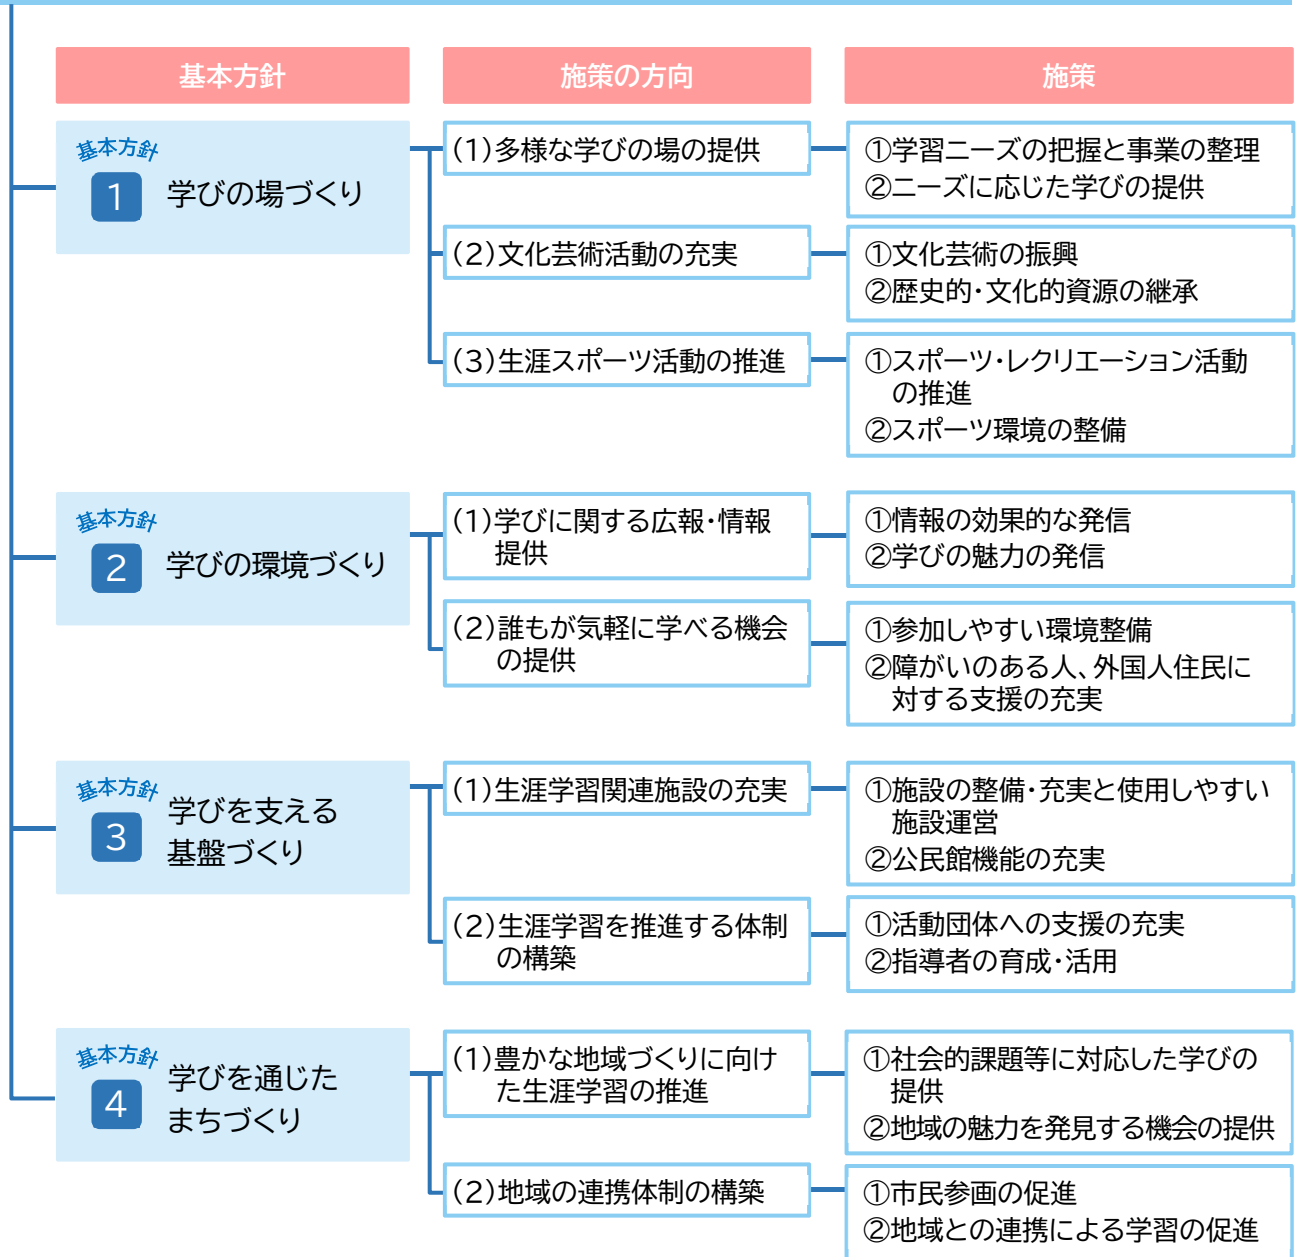 基本方針
施策の方向
施策
基本方針
1
学びの場づくり
(1)多様な学びの場の提供
①学習ニーズの把握と事業の整理
②ニーズに応じた学びの提供
(2)文化芸術活動の充実
①文化芸術の振興
②歴史的・文化的資源の継承
(3)生涯スポーツ活動の推進
①スポーツ・レクリエーション活動
の推進
②スポーツ環境の整備
基本方針
2
学びの環境づくり
(1)学びに関する広報・情報
提供
①情報の効果的な発信
②学びの魅力の発信
(2)誰もが気軽に学べる機会
の提供
①参加しやすい環境整備
②障がいのある人、外国人住民に
対する支援の充実
基本方針
3
学びを支える
基盤づくり
(1)生涯学習関連施設の充実
①施設の整備・充実と使用しやすい
施設運営
②公民館機能の充実
(2)生涯学習を推進する体制
の構築
①活動団体への支援の充実
②指導者の育成・活用
基本方針
4
学びを通じた
まちづくり
(1)豊かな地域づくりに向け
た生涯学習の推進
①社会的課題等に対応した学びの
提供
②地域の魅力を発見する機会の提供
(2)地域の連携体制の構築
①市民参画の促進
②地域との連携による学習の促進